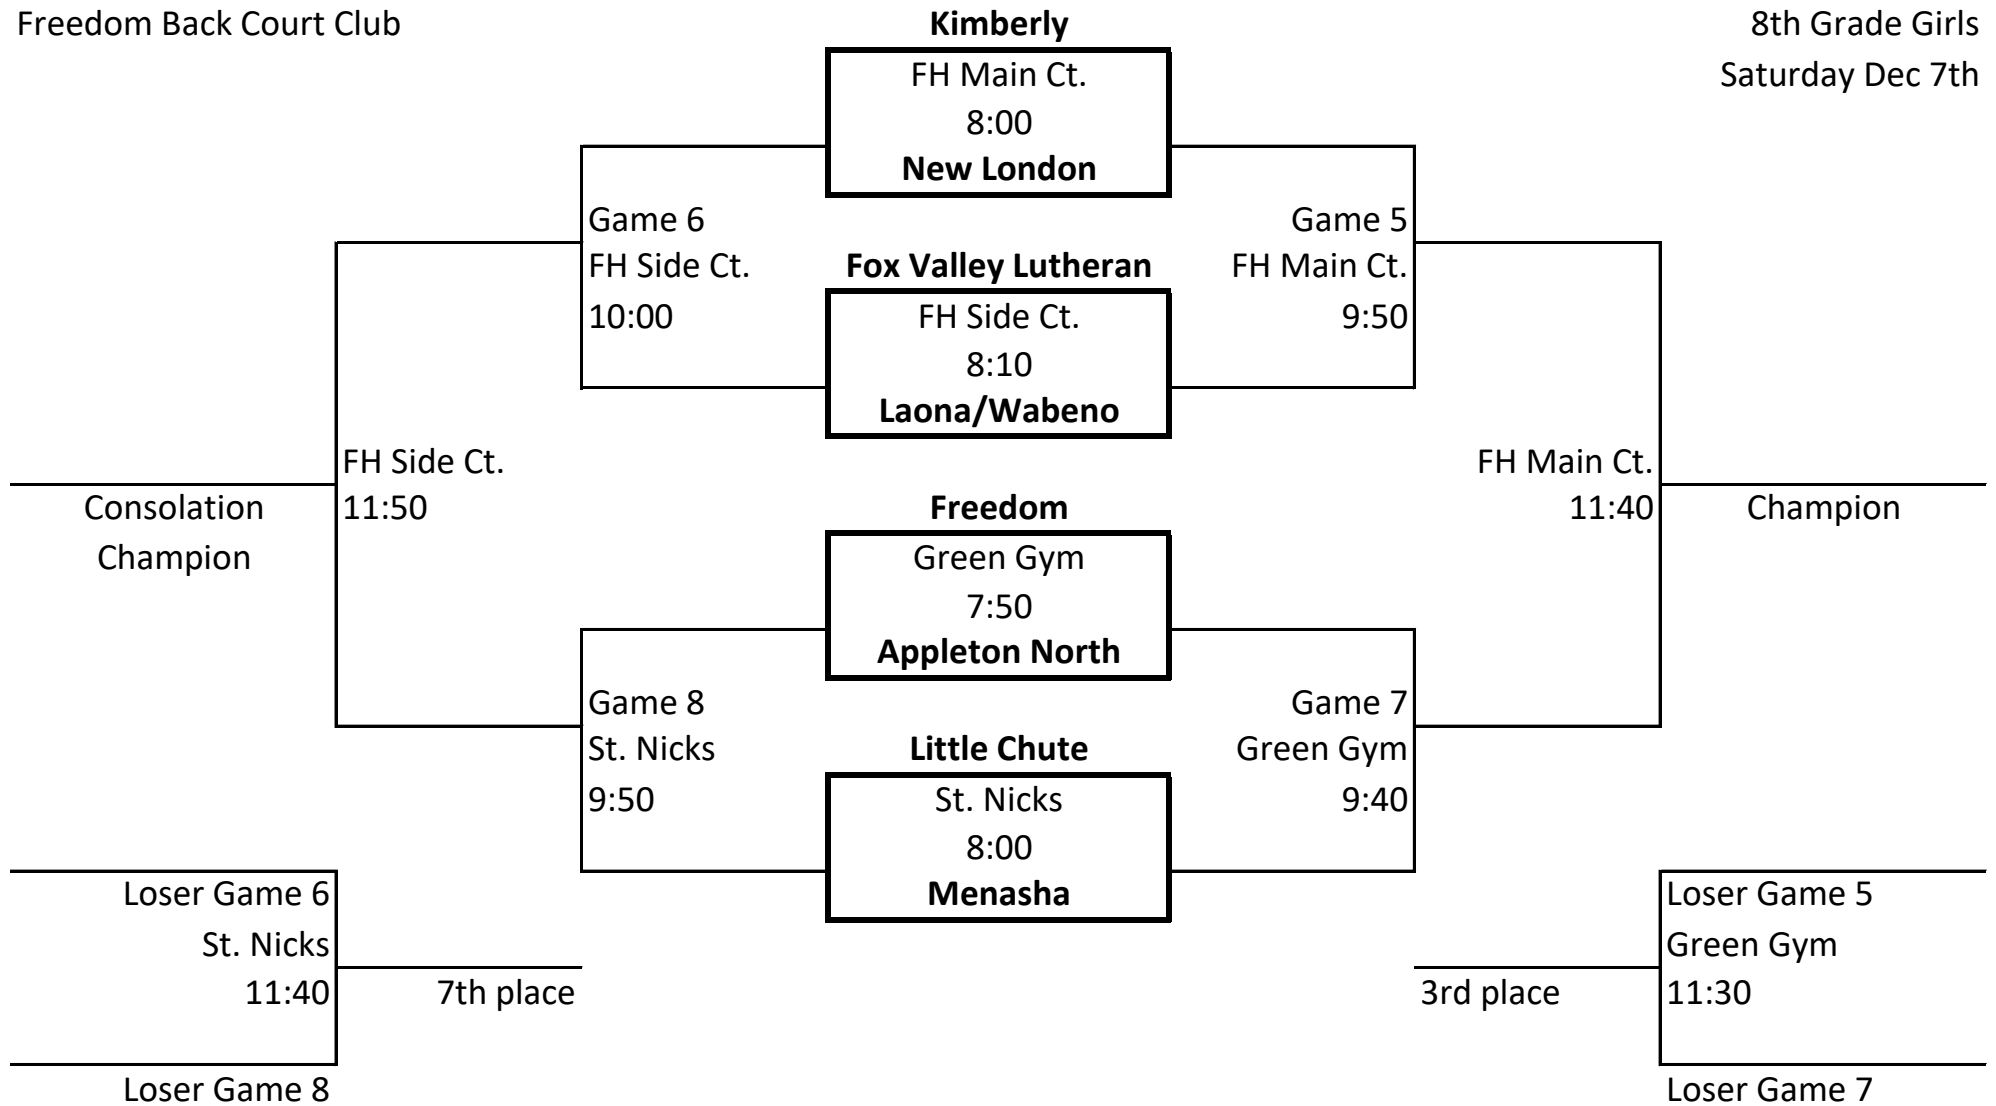 Freedom Back Court Club
Kimberly
8th Grade Girls
FH Main Ct.
Saturday Dec 7th
8:00
New London
Game 6
Game 5
FH Side Ct.
Fox Valley Lutheran
FH Main Ct.
10:00
FH Side Ct.
9:50
8:10
Laona/Wabeno
FH Side Ct.
FH Main Ct.
Consolation
11:50
Freedom
11:40
Champion
Champion
Green Gym
7:50
Appleton North
Game 8
Game 7
St. Nicks
Little Chute
Green Gym
9:50
St. Nicks
9:40
8:00
Loser Game 6
Menasha
Loser Game 5
St. Nicks
Green Gym
11:40
7th place
3rd place
11:30
Loser Game 8
Loser Game 7